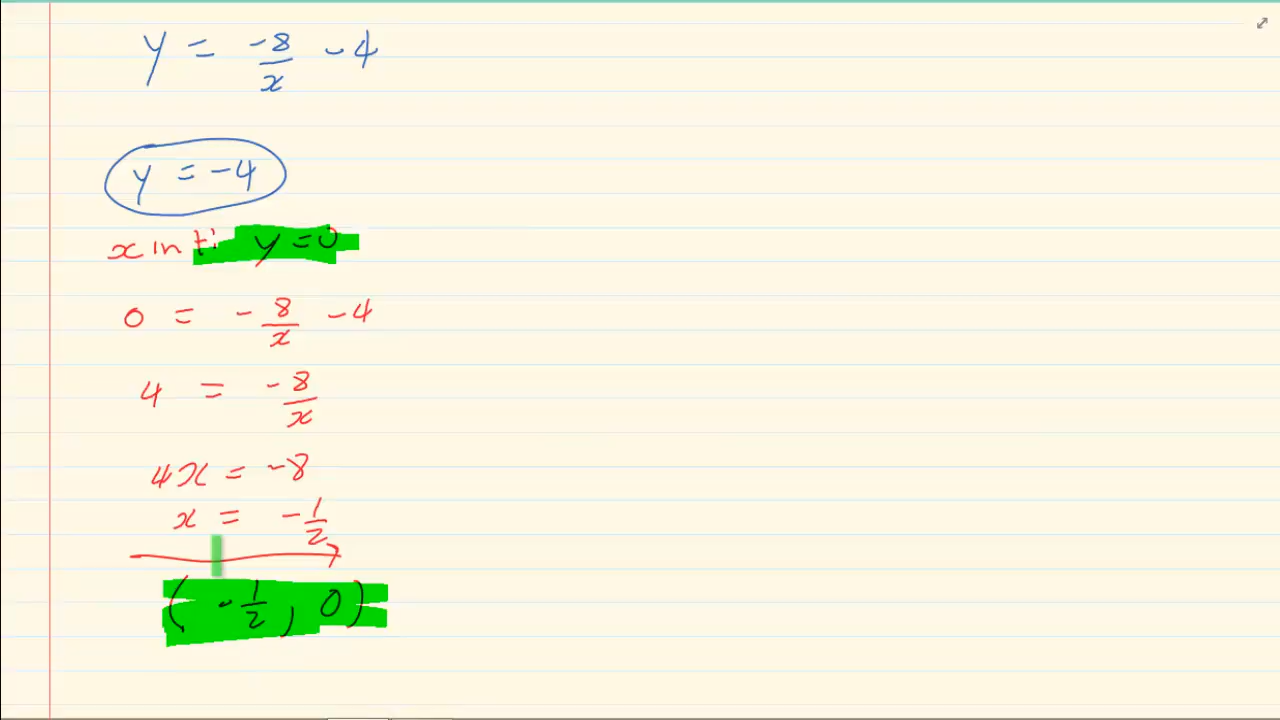 y = -8/x - 4
y = -4
x int: y = 0
0 = -8/x - 4
4 = -8/x
4x = -8
x = -1/2
(-1/2, 0)